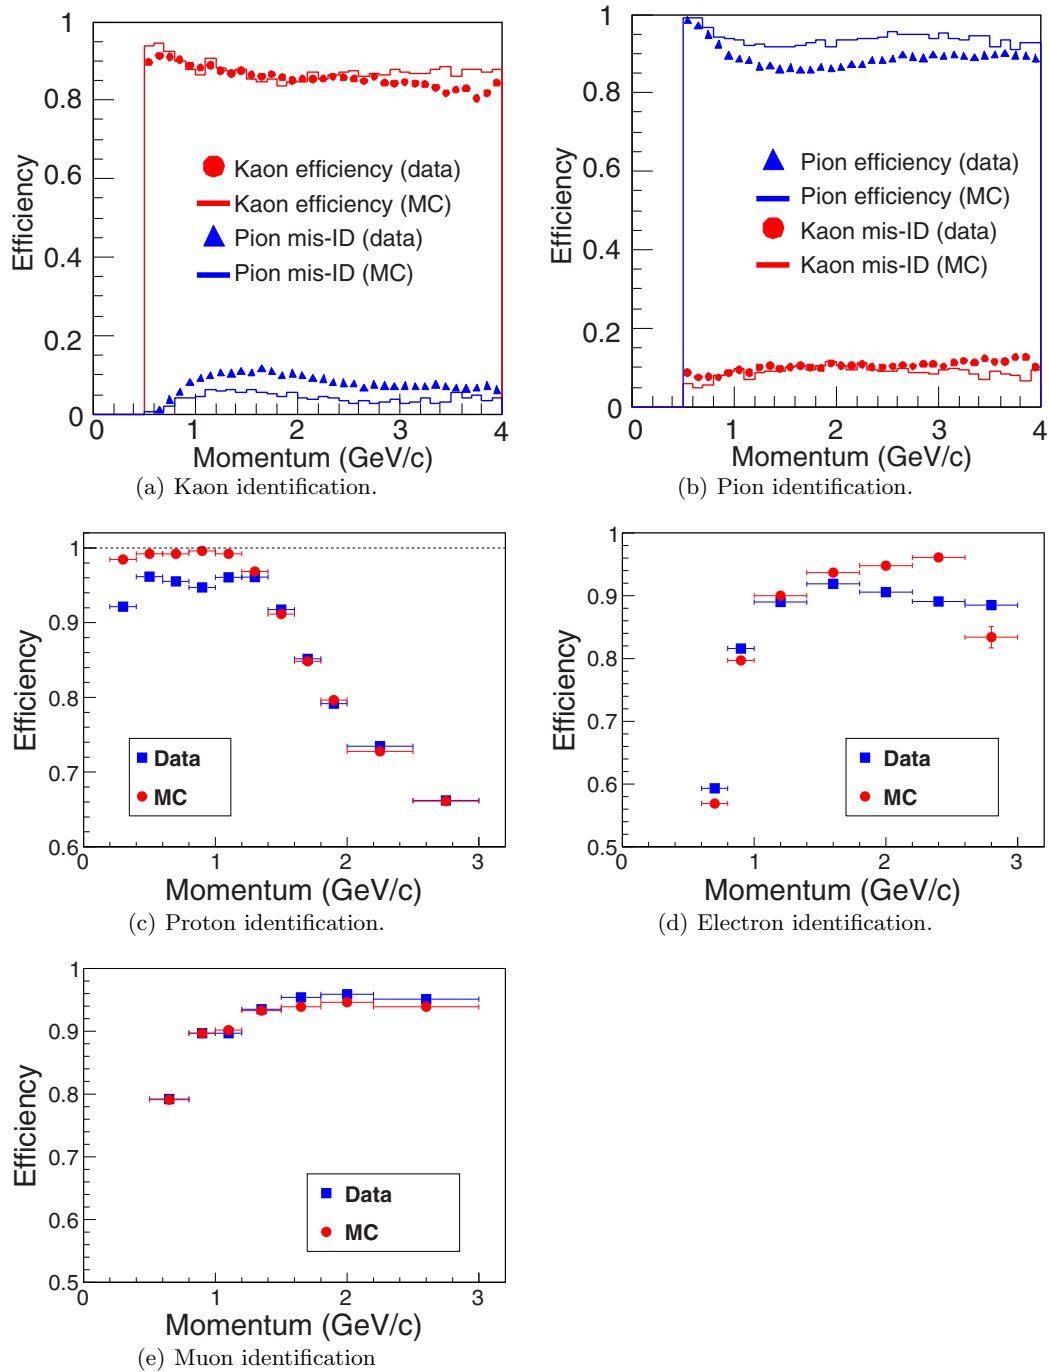 1
0.8
0.6
0.4
0.2
0
Efficiency
Kaon efficiency (data)
Kaon efficiency (MC)
Pion mis-ID (data)
Pion mis-ID (MC)
0 1 2 3 4
Momentum (GeV/c)
(a) Kaon identification.
1
0.8
0.6
0.4
0.2
0
Efficiency
Pion efficiency (data)
Pion efficiency (MC)
Kaon mis-ID (data)
Kaon mis-ID (MC)
0 1 2 3 4
Momentum (GeV/c)
(b) Pion identification.
1
0.9
0.8
0.7
0.6
Efficiency
Data
MC
0 1 2 3
Momentum (GeV/c)
(c) Proton identification.
1
0.9
0.8
0.7
0.6
0.5
Efficiency
Data
MC
0 1 2 3
Momentum (GeV/c)
(d) Electron identification.
1
0.9
0.8
0.7
0.6
0.5
Efficiency
Data
MC
0 1 2 3
Momentum (GeV/c)
(e) Muon identification